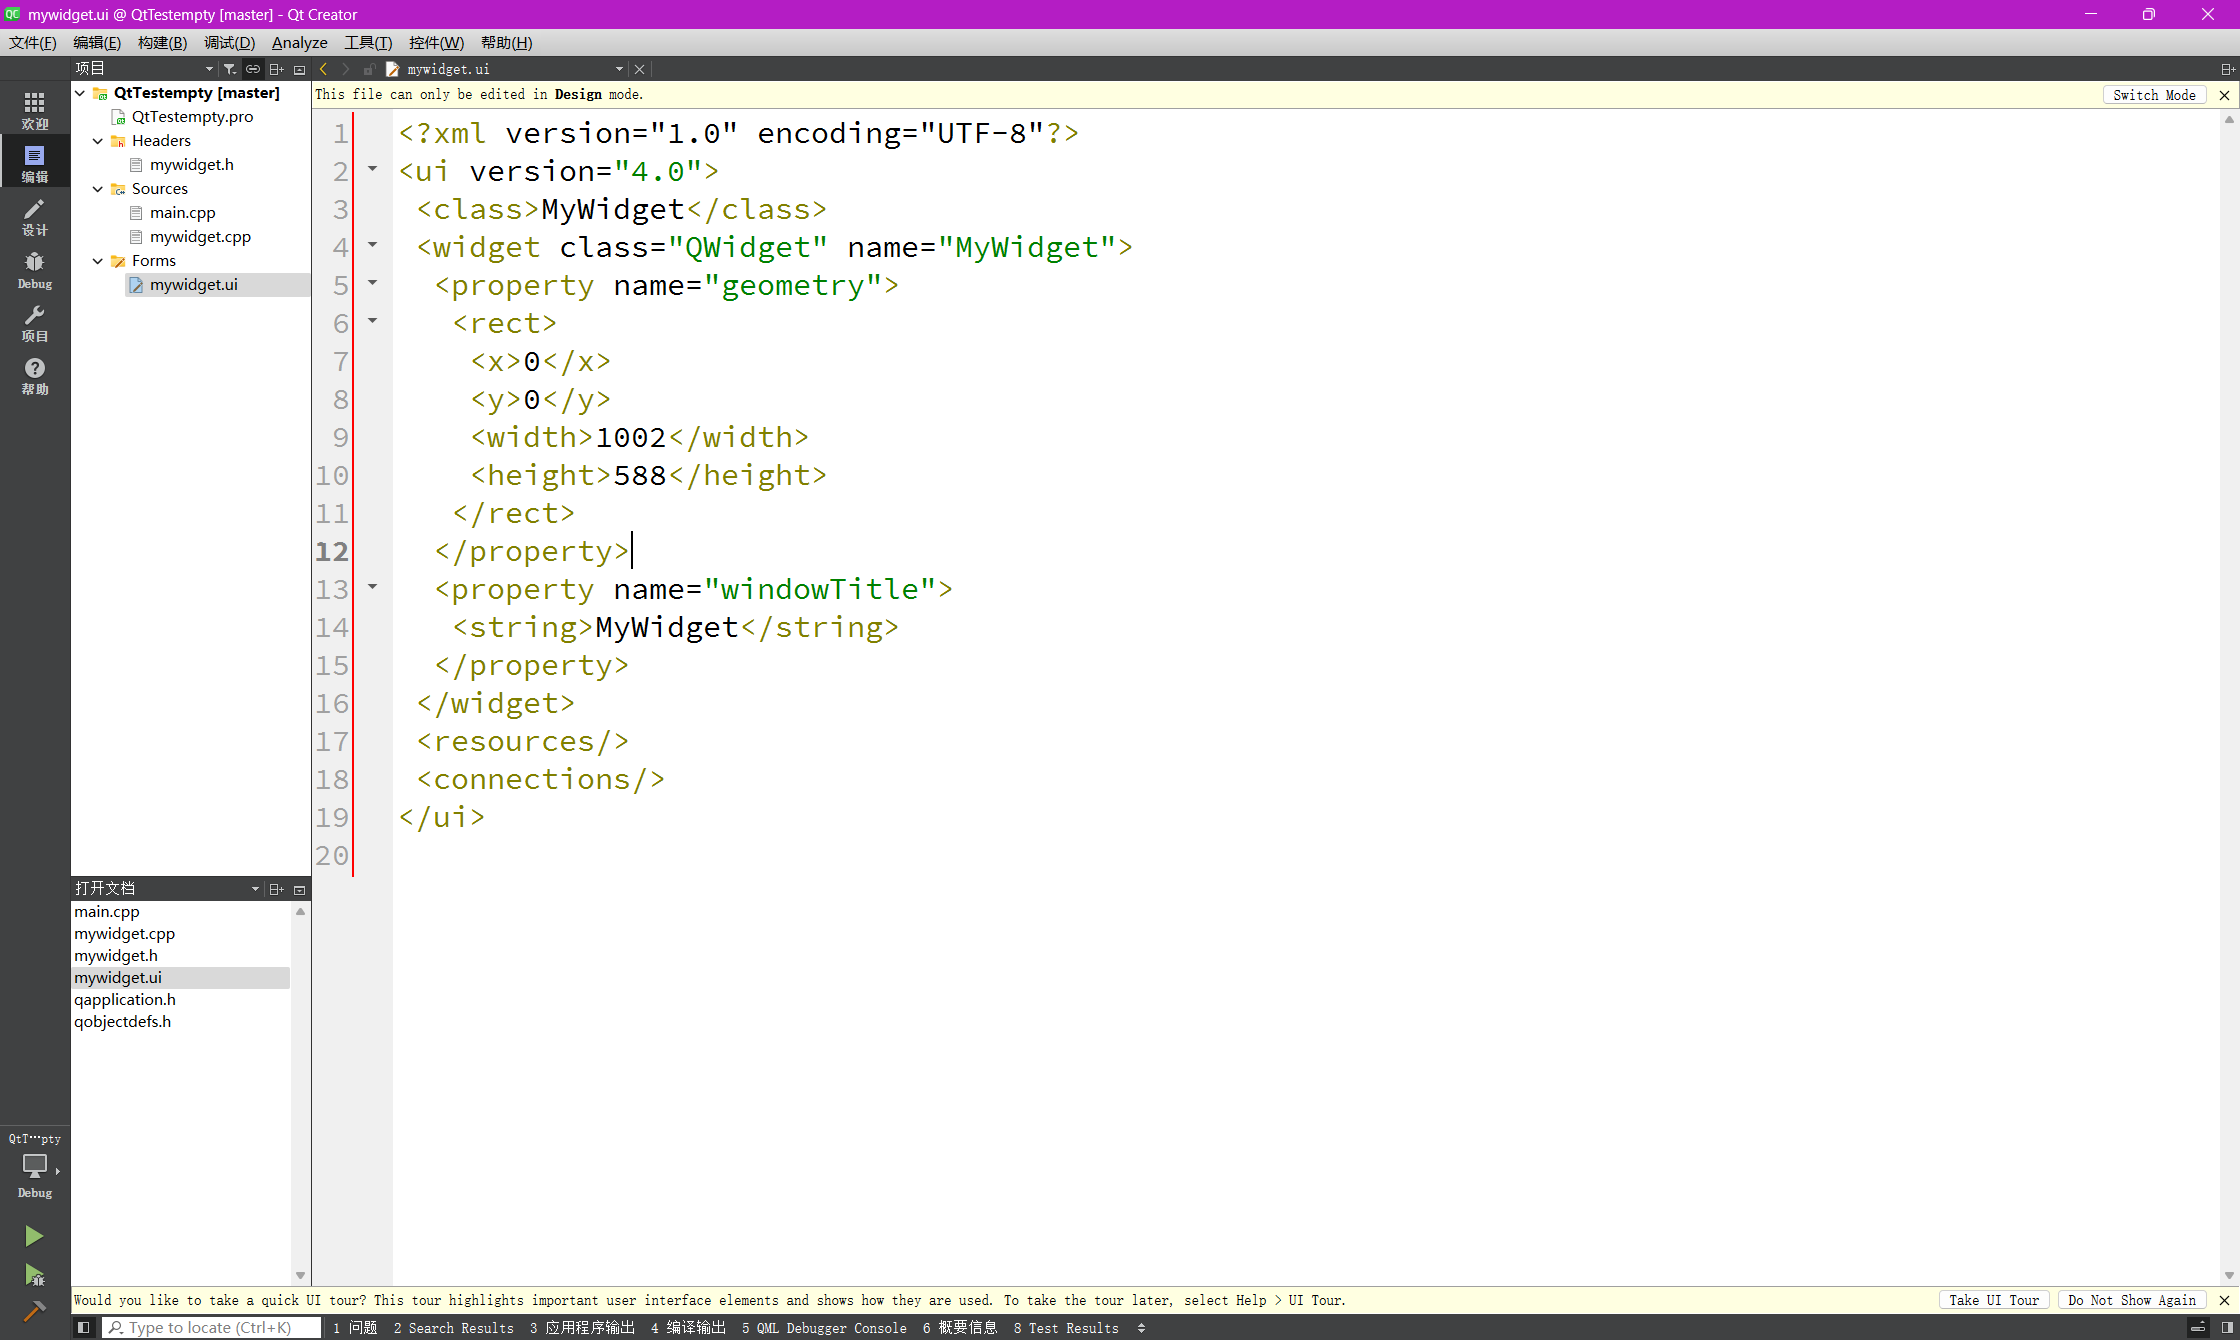 mywidget.ui @ QtTestempty [master] - Qt Creator
文件(F) 编辑(E) 构建(B) 调试(D) Analyze 工具(T) 控件(W) 帮助(H)
项目
mywidget.ui
欢迎
编辑
设计
Debug
项目
帮助
QtTestempty [master]
QtTestempty.pro
Headers
mywidget.h
Sources
main.cpp
mywidget.cpp
Forms
mywidget.ui
This file can only be edited in Design mode.
Switch Mode
1 <?xml version="1.0" encoding="UTF-8"?>
2 <ui version="4.0">
3 <class>MyWidget</class>
4 <widget class="QWidget" name="MyWidget">
5 <property name="geometry">
6 <rect>
7 <x>0</x>
8 <y>0</y>
9 <width>1002</width>
10 <height>588</height>
11 </rect>
12 </property>
13 <property name="windowTitle">
14 <string>MyWidget</string>
15 </property>
16 </widget>
17 <resources/>
18 <connections/>
19 </ui>
20
打开文档
main.cpp
mywidget.cpp
mywidget.h
mywidget.ui
qapplication.h
qobjectdefs.h
QtT···pty
Debug
Would you like to take a quick UI tour? This tour highlights important user interface elements and shows how they are used. To take the tour later, select Help > UI Tour.
Take UI Tour
Do Not Show Again
Type to locate (Ctrl+K)
1 问题 2 Search Results 3 应用程序输出 4 编译输出 5 QML Debugger Console 6 概要信息 8 Test Results